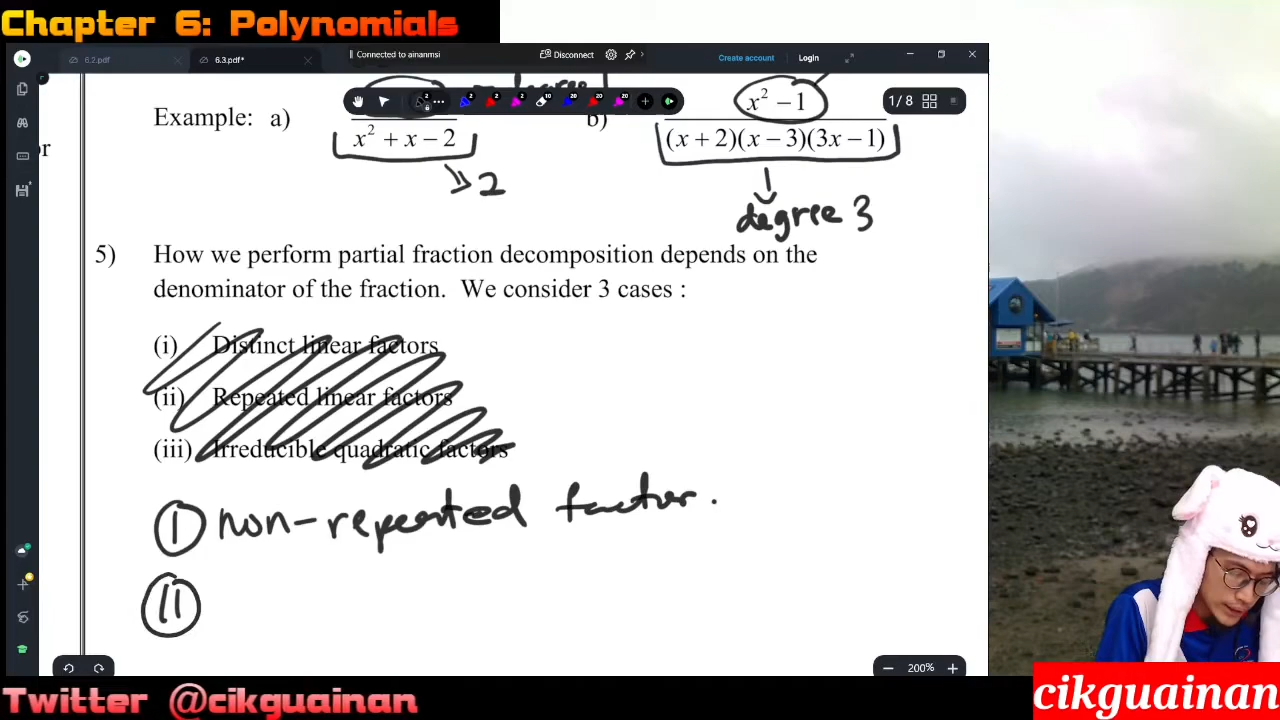 Chapter 6: Polynomials
Connected to ainanmsi
Disconnect
Create account
Login
6.2.pdf
6.3.pdf*
1/8
Example: a)
x² + x − 2
b)
x² − 1
(x + 2)(x − 3)(3x − 1)
2
degree 3
or
5) How we perform partial fraction decomposition depends on the
denominator of the fraction. We consider 3 cases :
(i) Distinct linear factors
(ii) Repeated linear factors
(iii) Irreducible quadratic factors
I non-repeated factor.
II
200%
Twitter @cikguainan
cikguainan